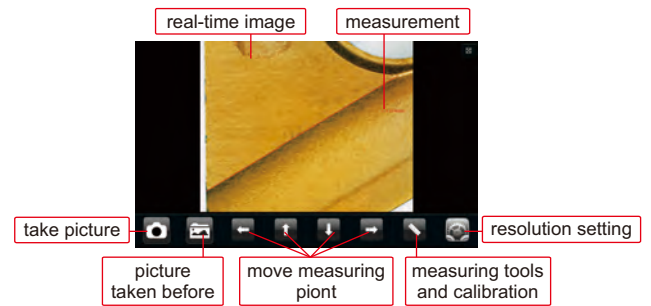 real-time image
measurement
take picture
resolution setting
picture
taken before
move measuring
piont
measuring tools
and calibration